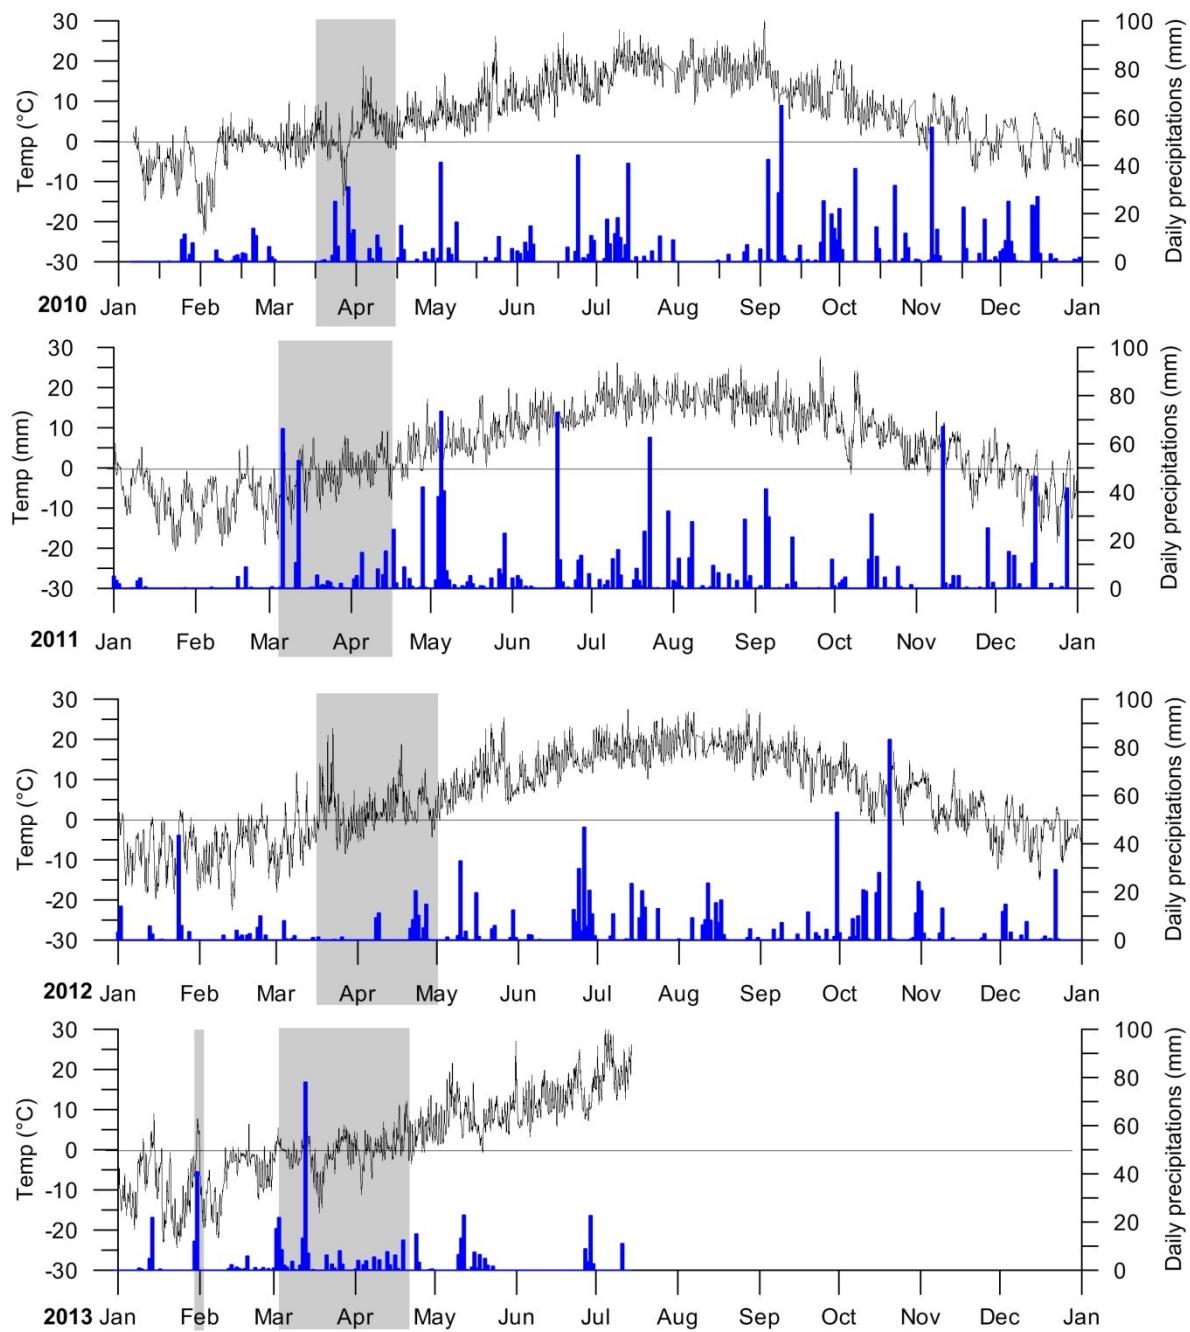 30 100
20 80
10 60
0 40
-10
-20 20
-30 0
Temp (°C)
Daily precipitations (mm)
2010 Jan Feb Mar Apr May Jun Jul Aug Sep Oct Nov Dec Jan
30 100
20 80
10 60
0 40
-10
-20 20
-30 0
Temp (mm)
Daily precipitations (mm)
2011 Jan Feb Mar Apr May Jun Jul Aug Sep Oct Nov Dec Jan
30 100
20 80
10 60
0 40
-10
-20 20
-30 0
Temp (°C)
Daily precipitations (mm)
2012 Jan Feb Mar Apr May Jun Jul Aug Sep Oct Nov Dec Jan
30 100
20 80
10 60
0 40
-10
-20 20
-30 0
Temp (°C)
Daily precipitations (mm)
2013 Jan Feb Mar Apr May Jun Jul Aug Sep Oct Nov Dec Jan